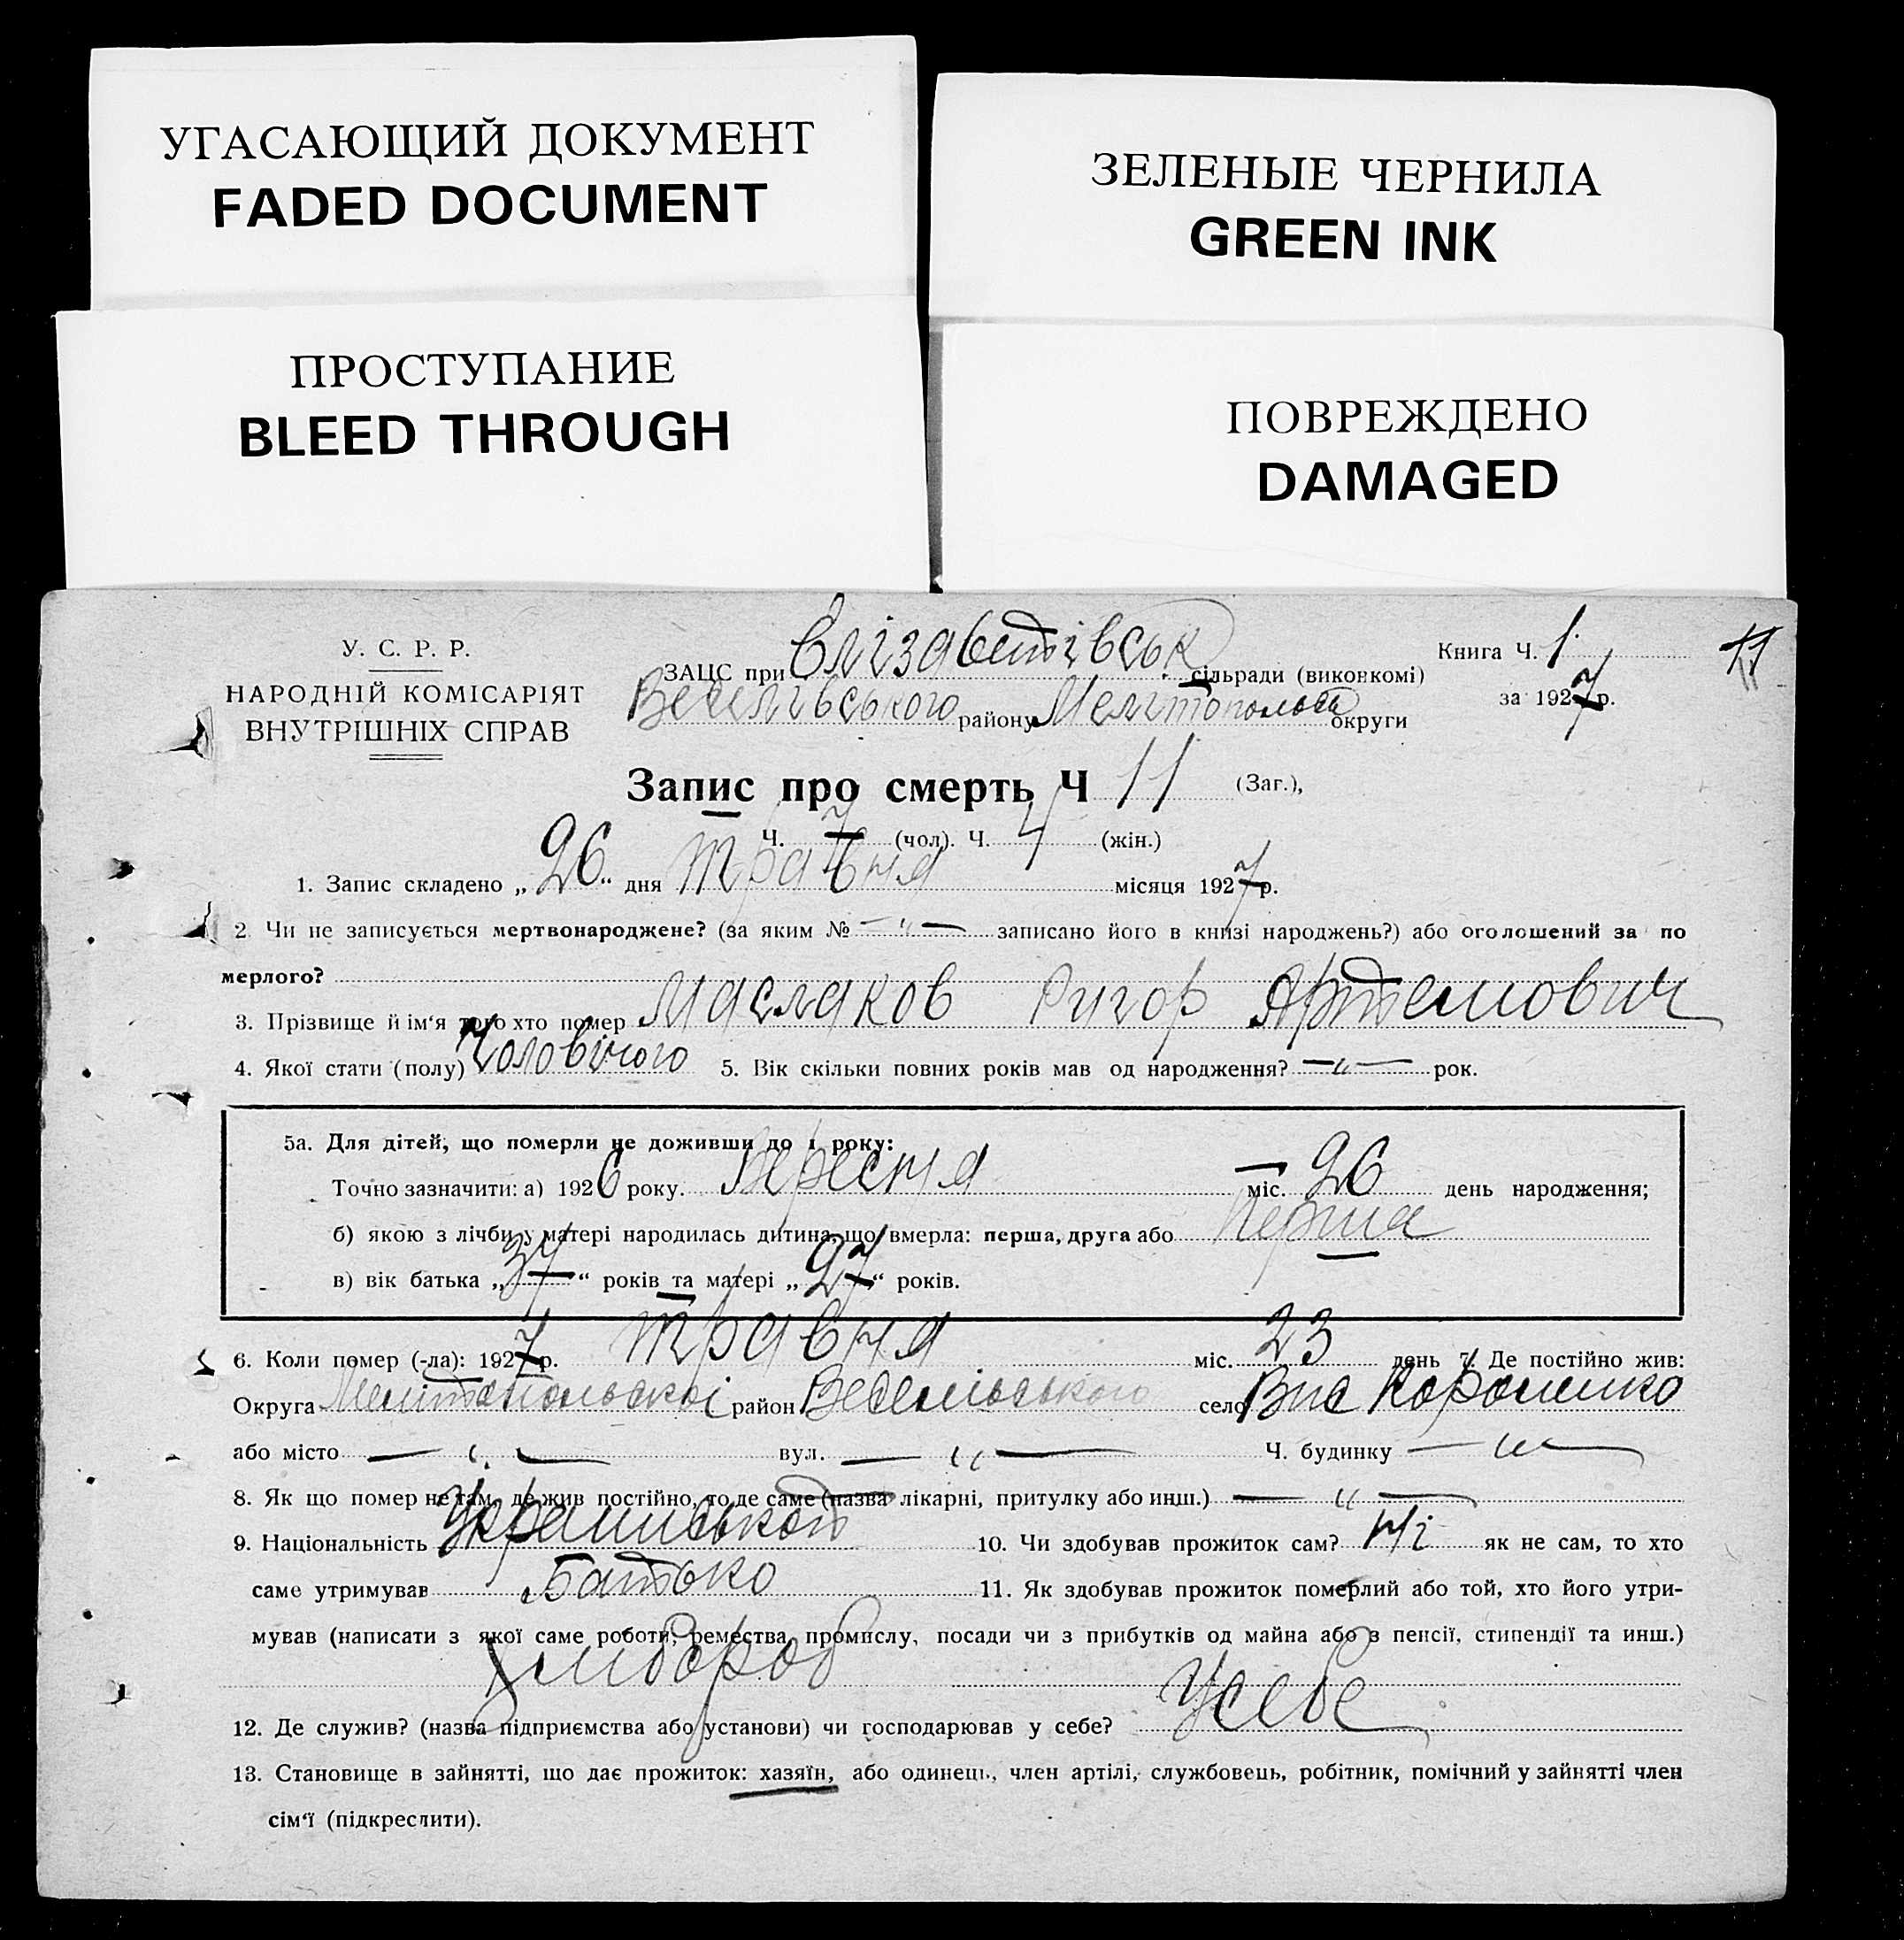 УГАСАЮЩИЙ ДОКУМЕНТ
FADED DOCUMENT
ЗЕЛЕНЫЕ ЧЕРНИЛА
GREEN INK
ПРОСТУПАНИЕ
BLEED THROUGH
ПОВРЕЖДЕНО
DAMAGED
У. С. Р. Р.
НАРОДНІЙ КОМІСАРІЯТ
ВНУТРІШНІХ СПРАВ
ЗАЦС при Єлізаветівськ сільради (виконкомі)
Веселівського району Мелітопольск округи
Книга Ч. 1
11
за 1927 р.
Запис про смерть Ч 11 (Заг.),
Ч. 7 (чол). Ч. 4 (жін.)
1. Запис складено „26“ дня травня місяця 1927 р.
2 Чи не записується мертвонароджене? (за яким № — „ — записано його в книзі народжень?) або оголошений за по
мерлого?
3. Прізвище й ім‘я того хто помер Маслаков Ригор Артемович
4. Якої стати (полу) Чоловічого 5. Вік скільки повних років мав од народження? — „ — рок.
5а. Для дітей, що померли не доживши до 1 року:
Точно зазначити: а) 1926 року. Вересня міс. 26 день народження;
б) якою з лічби у матері народилась дитина, що вмерла: перша, друга або перша
в) вік батька „37“ років та матері „27“ років.
6. Коли помер (-ла): 1927 р. травня міс. 23 день 7. Де постійно жив:
Округа Мелітопольської район Веселівського село Вис
або місто — „ — вул. — „ — Ч. будинку — „ —
8. Як що помер не там, де жив постійно, то де саме (назва лікарні, притулку або инш.) — „ —
9. Національність 10. Чи здобував прожиток сам? Ні як не сам, то хто
саме утримував Батько 11. Як здобував прожиток померлий або той, хто його утри-
мував (написати з якої саме роботи, ремества, промислу, посади чи з прибутків од майна або з пенсії, стипендії та инш.)
Хлібороб
12. Де служив? (назва підприємства або установи) чи господарював у себе? У себе
13. Становище в зайнятті, що дає прожиток: хазяїн, або одинець, член артілі, службовець, робітник, помічний у зайнятті член
сім‘ї (підкреслити).